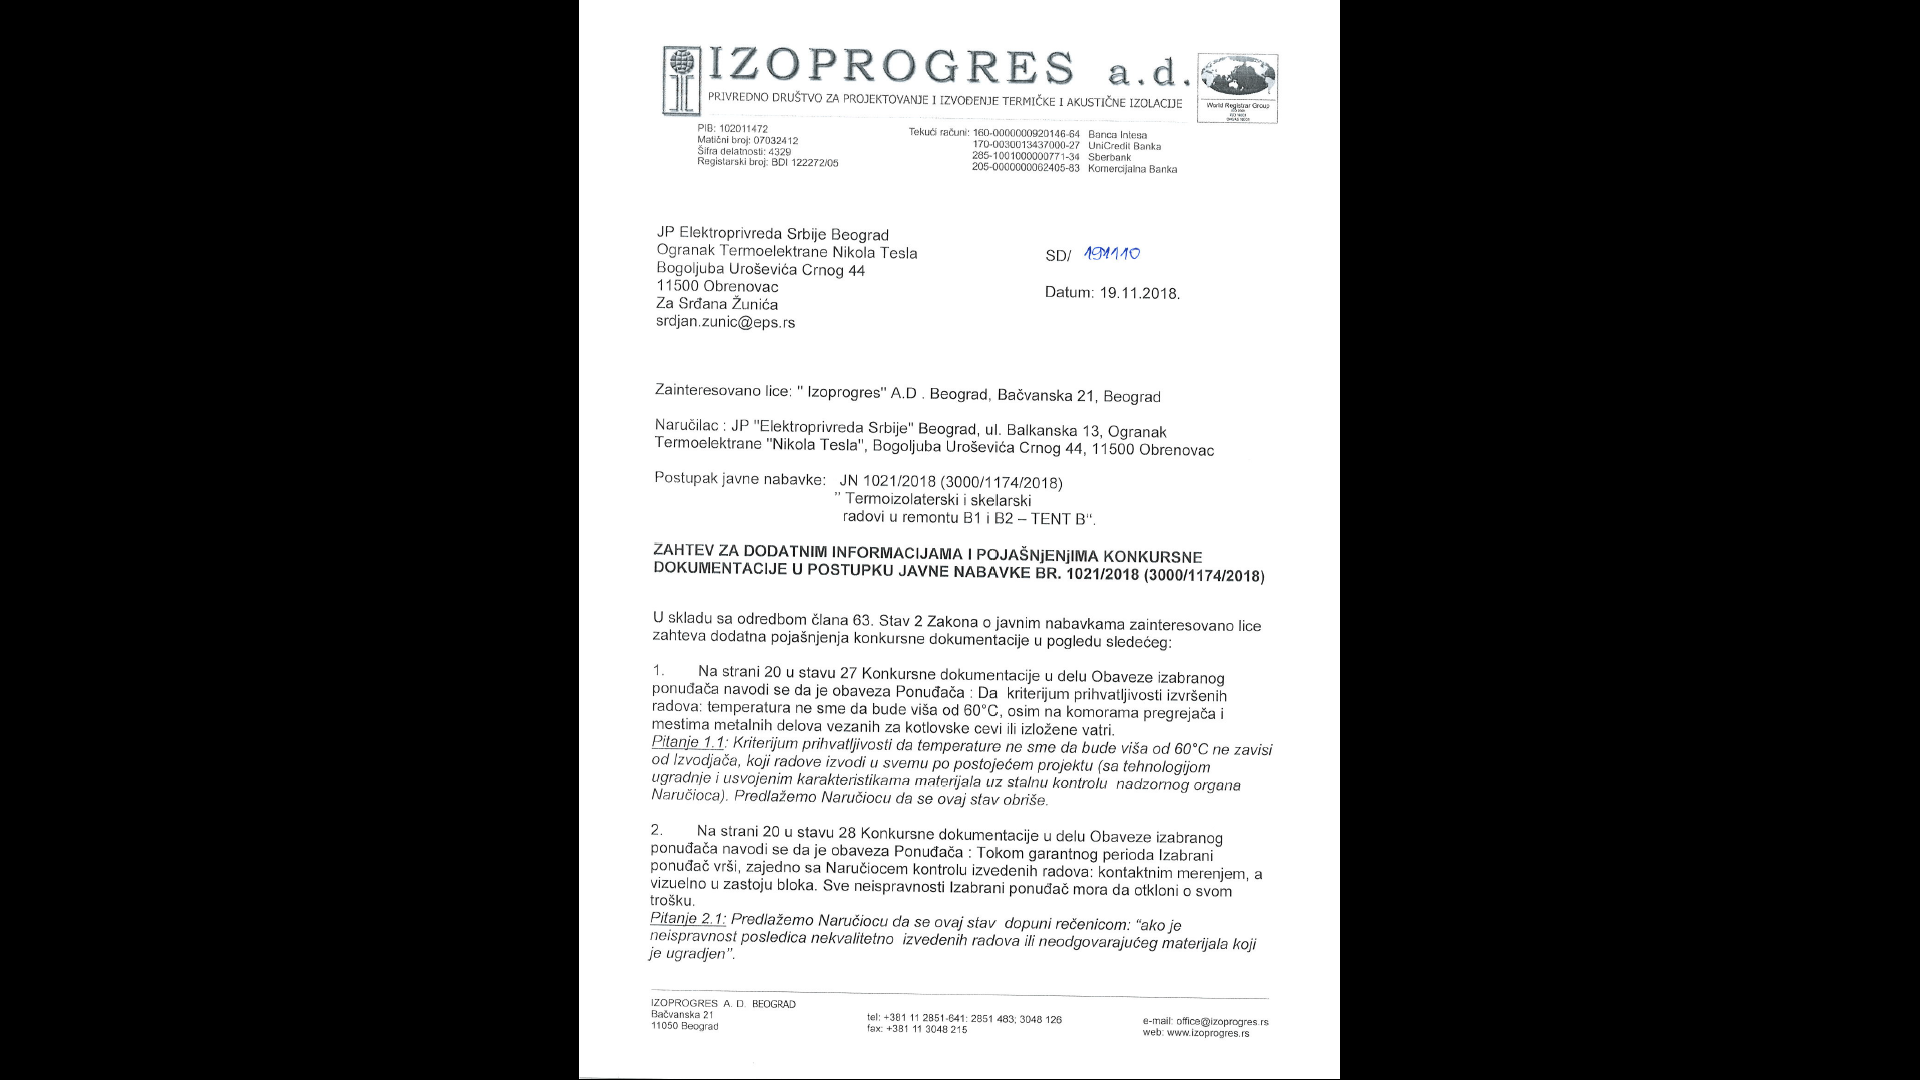 IZOPROGRES a.d.
PRIVREDNO DRUŠTVO ZA PROJEKTOVANJE I IZVOĐENJE TERMIČKE I AKUSTIČNE IZOLACIJE
World Registrar Group
PIB: 102011472
Matični broj: 07032412
Šifra delatnosti: 4329
Registarski broj: BDI 122272/05
Tekući računi: 160-0000000920146-64 Banca Intesa
170-0030013437000-27 UniCredit Banka
285-1001000000771-34 Sberbank
205-0000000062405-83 Komercijalna Banka
JP Elektroprivreda Srbije Beograd
Ogranak Termoelektrane Nikola Tesla
Bogoljuba Uroševića Crnog 44
11500 Obrenovac
Za Srđana Žunića
srdjan.zunic@eps.rs
SD/ 191110
Datum: 19.11.2018.
Zainteresovano lice: " Izoprogres" A.D . Beograd, Bačvanska 21, Beograd
Naručilac : JP "Elektroprivreda Srbije" Beograd, ul. Balkanska 13, Ogranak
Termoelektrane "Nikola Tesla", Bogoljuba Uroševića Crnog 44, 11500 Obrenovac
Postupak javne nabavke: JN 1021/2018 (3000/1174/2018)
" Termoizolaterski i skelarski
radovi u remontu B1 i B2 – TENT B".
ZAHTEV ZA DODATNIM INFORMACIJAMA I POJAŠNjENjIMA KONKURSNE
DOKUMENTACIJE U POSTUPKU JAVNE NABAVKE BR. 1021/2018 (3000/1174/2018)
U skladu sa odredbom člana 63. Stav 2 Zakona o javnim nabavkama zainteresovano lice
zahteva dodatna pojašnjenja konkursne dokumentacije u pogledu sledećeg:
1. Na strani 20 u stavu 27 Konkursne dokumentacije u delu Obaveze izabranog
ponuđača navodi se da je obaveza Ponuđača : Da kriterijum prihvatljivosti izvršenih
radova: temperatura ne sme da bude viša od 60°C, osim na komorama pregrejača i
mestima metalnih delova vezanih za kotlovske cevi ili izložene vatri.
Pitanje 1.1: Kriterijum prihvatljivosti da temperature ne sme da bude viša od 60°C ne zavisi
od Izvodjača, koji radove izvodi u svemu po postojećem projektu (sa tehnologijom
ugradnje i usvojenim karakteristikama materijala uz stalnu kontrolu nadzornog organa
Naručioca). Predlažemo Naručiocu da se ovaj stav obriše.
2. Na strani 20 u stavu 28 Konkursne dokumentacije u delu Obaveze izabranog
ponuđača navodi se da je obaveza Ponuđača : Tokom garantnog perioda Izabrani
ponuđač vrši, zajedno sa Naručiocem kontrolu izvedenih radova: kontaktnim merenjem, a
vizuelno u zastoju bloka. Sve neispravnosti Izabrani ponuđač mora da otkloni o svom
trošku.
Pitanje 2.1: Predlažemo Naručiocu da se ovaj stav dopuni rečenicom: "ako je
neispravnost posledica nekvalitetno izvedenih radova ili neodgovarajućeg materijala koji
je ugradjen".
IZOPROGRES A. D. BEOGRAD
Bačvanska 21
11050 Beograd
tel: +381 11 2851-641: 2851 483; 3048 126
fax: +381 11 3048 215
e-mail: office@izoprogres.rs
web: www.izoprogres.rs